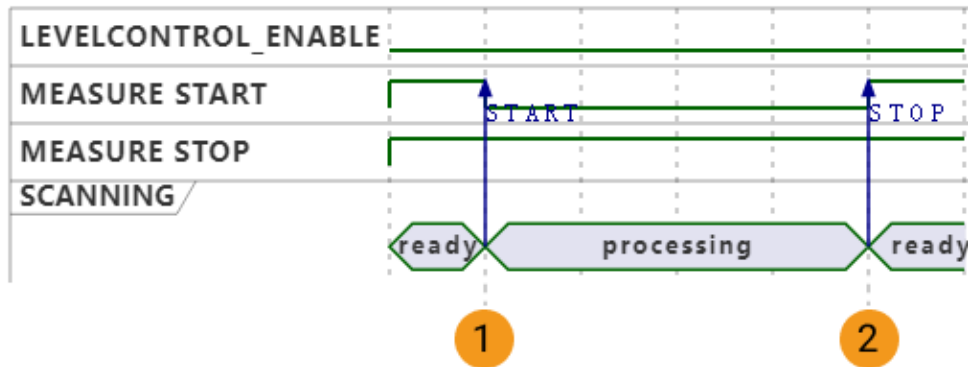 LEVELCONTROL_ENABLE
MEASURE START
START
STOP
MEASURE STOP
SCANNING
ready
processing
ready
1
2